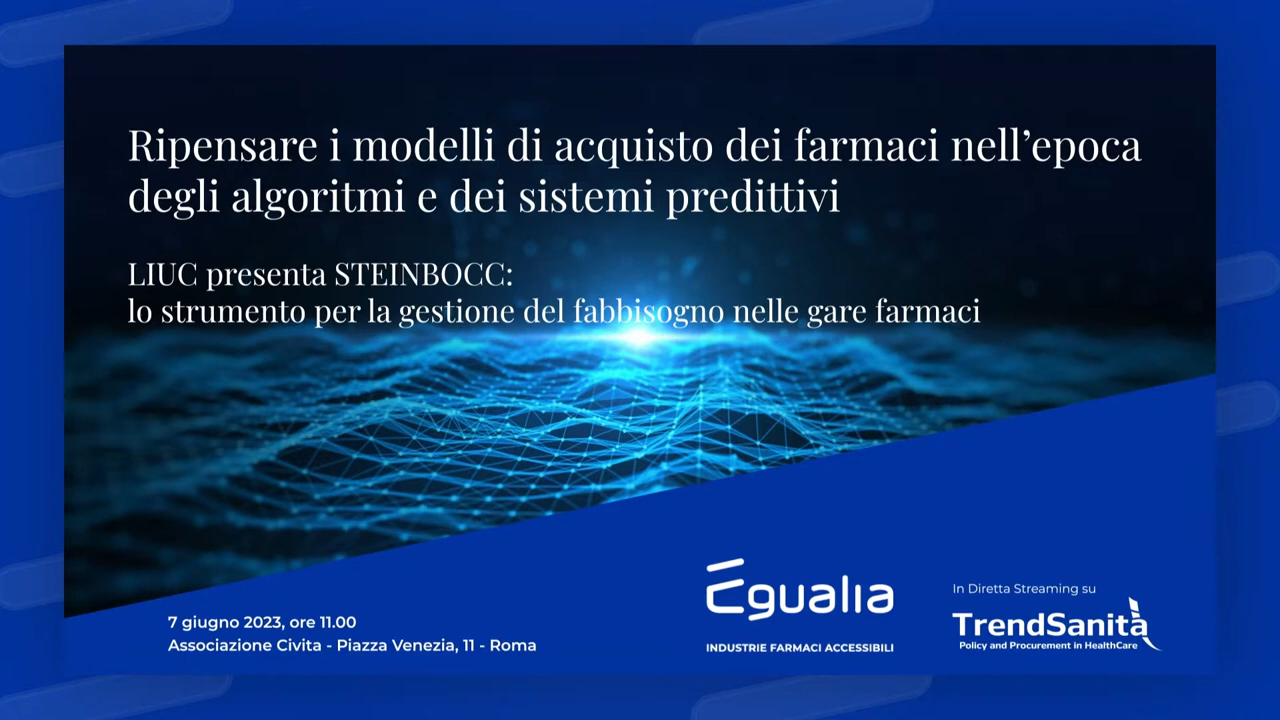 Ripensare i modelli di acquisto dei farmaci nell’epoca
degli algoritmi e dei sistemi predittivi
LIUC presenta STEINBOCC:
lo strumento per la gestione del fabbisogno nelle gare farmaci
7 giugno 2023, ore 11.00
Associazione Civita - Piazza Venezia, 11 - Roma
Egualia
INDUSTRIE FARMACI ACCESSIBILI
In Diretta Streaming su
TrendSanità
Policy and Procurement in HealthCare